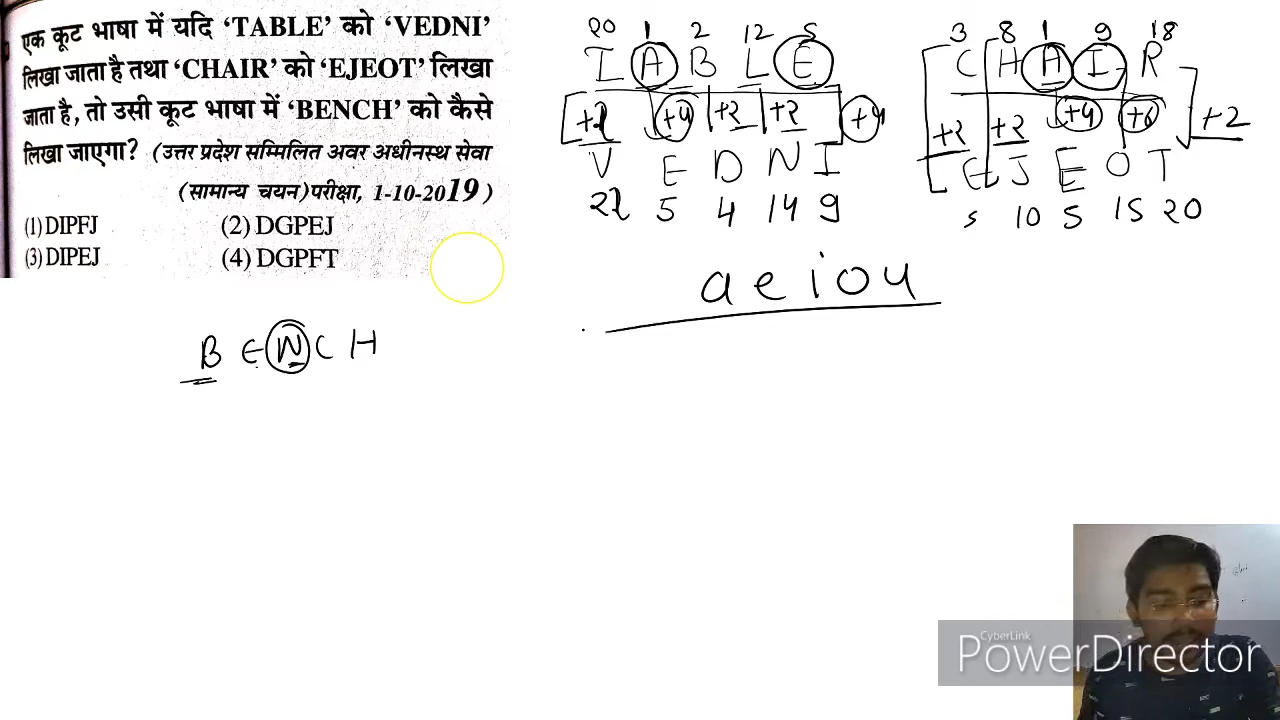 एक कूट भाषा में यदि 'TABLE' को 'VEDNI'
लिखा जाता है तथा 'CHAIR' को 'EJEOT' लिखा
जाता है, तो उसी कूट भाषा में 'BENCH' को कैसे
लिखा जाएगा? (उत्तर प्रदेश सम्मिलित अवर अधीनस्थ सेवा
(सामान्य चयन) परीक्षा, 1-10-2019)
(1) DIPFJ (2) DGPEJ
(3) DIPEJ (4) DGPFT
20 1 2 12 5
T A B L E
+2 +4 +2 +2 +4
V E D N I
22 5 4 14 9
3 8 1 9 18
C H A I R
+2 +2 +4 +6 +2
E J E O T
5 10 5 15 20
a e i o u
B E N C H
CyberLink
PowerDirector